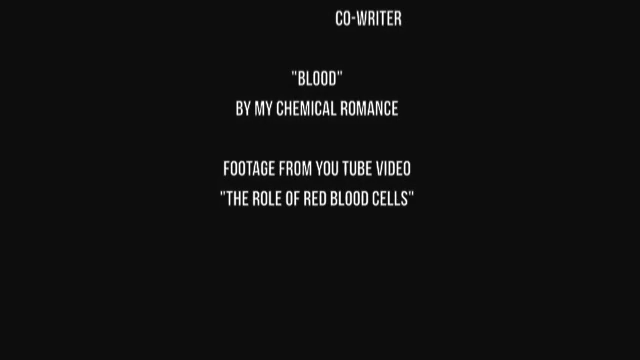 CO-WRITER
"BLOOD"
BY MY CHEMICAL ROMANCE
FOOTAGE FROM YOU TUBE VIDEO
"THE ROLE OF RED BLOOD CELLS"